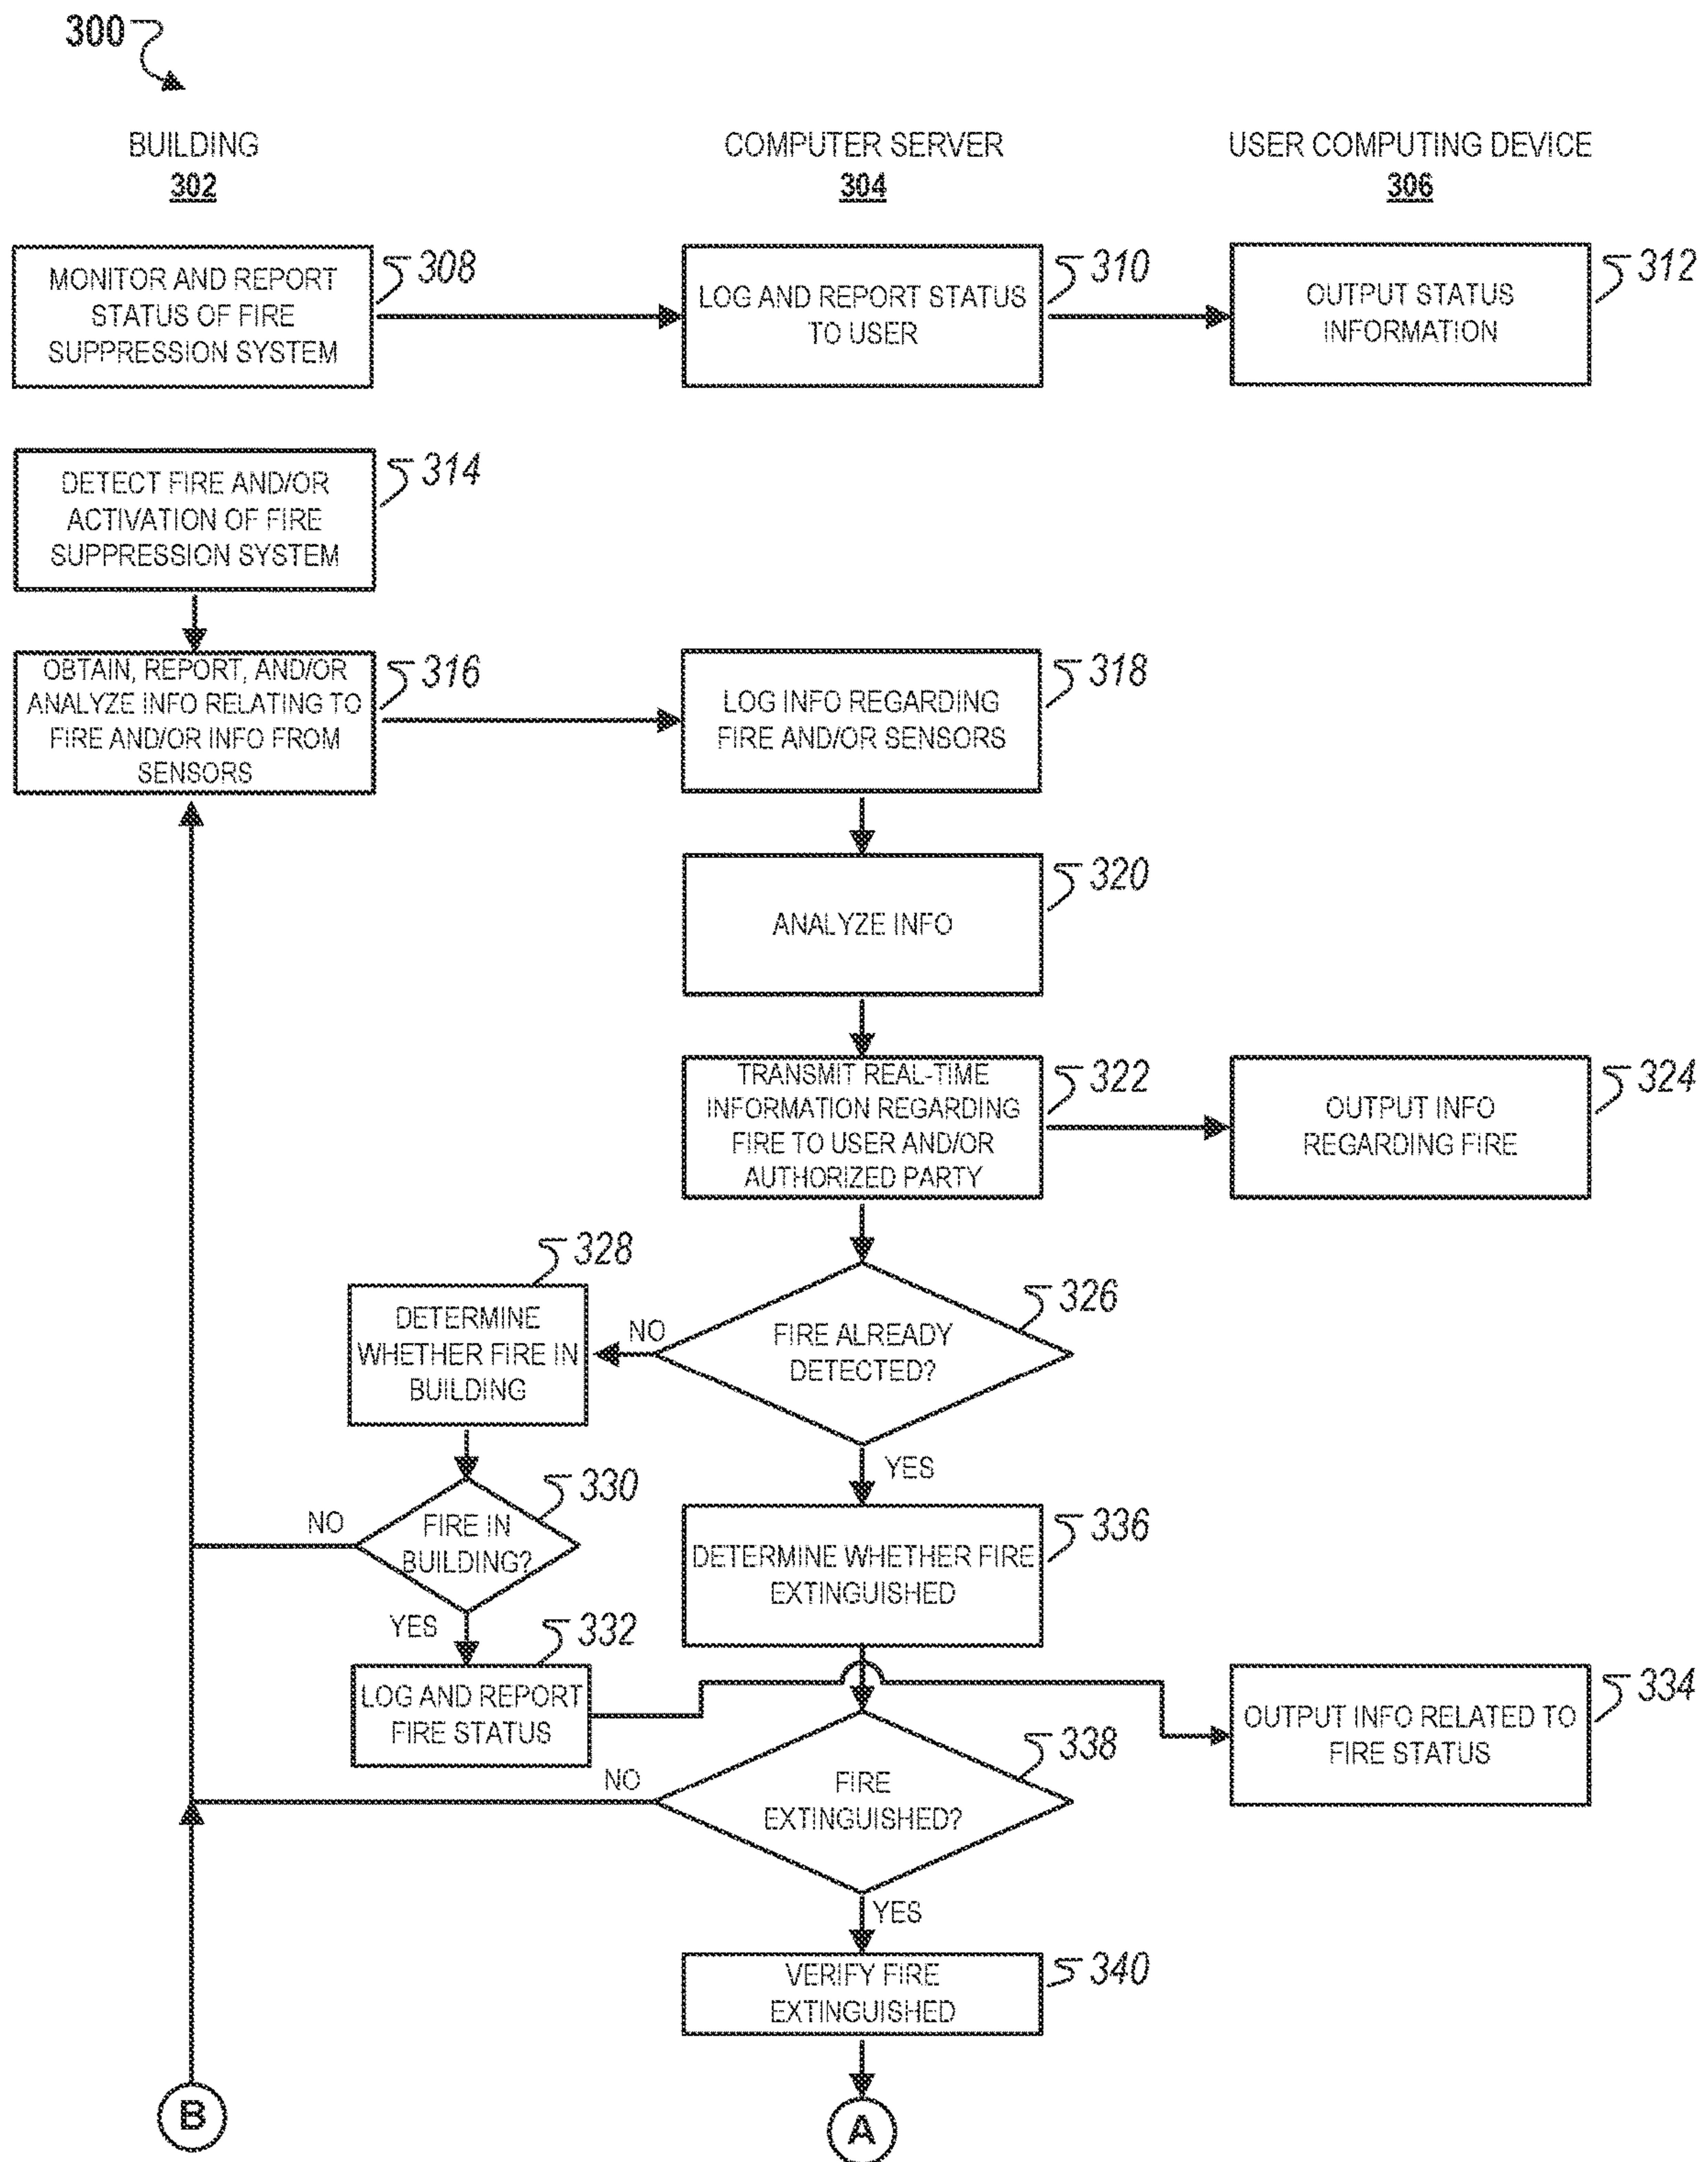 300
BUILDING
302
COMPUTER SERVER
304
USER COMPUTING DEVICE
306
MONITOR AND REPORT
STATUS OF FIRE
SUPPRESSION SYSTEM
308
LOG AND REPORT STATUS
TO USER
310
OUTPUT STATUS
INFORMATION
312
DETECT FIRE AND/OR
ACTIVATION OF FIRE
SUPPRESSION SYSTEM
314
OBTAIN, REPORT, AND/OR
ANALYZE INFO RELATING TO
FIRE AND/OR INFO FROM
SENSORS
316
LOG INFO REGARDING
FIRE AND/OR SENSORS
318
ANALYZE INFO
320
TRANSMIT REAL-TIME
INFORMATION REGARDING
FIRE TO USER AND/OR
AUTHORIZED PARTY
322
OUTPUT INFO
REGARDING FIRE
324
FIRE ALREADY
DETECTED?
326
NO
DETERMINE
WHETHER FIRE IN
BUILDING
328
YES
FIRE IN
BUILDING?
330
NO
YES
LOG AND REPORT
FIRE STATUS
332
OUTPUT INFO RELATED TO
FIRE STATUS
334
DETERMINE WHETHER FIRE
EXTINGUISHED
336
FIRE
EXTINGUISHED?
338
NO
YES
VERIFY FIRE
EXTINGUISHED
340
B
A